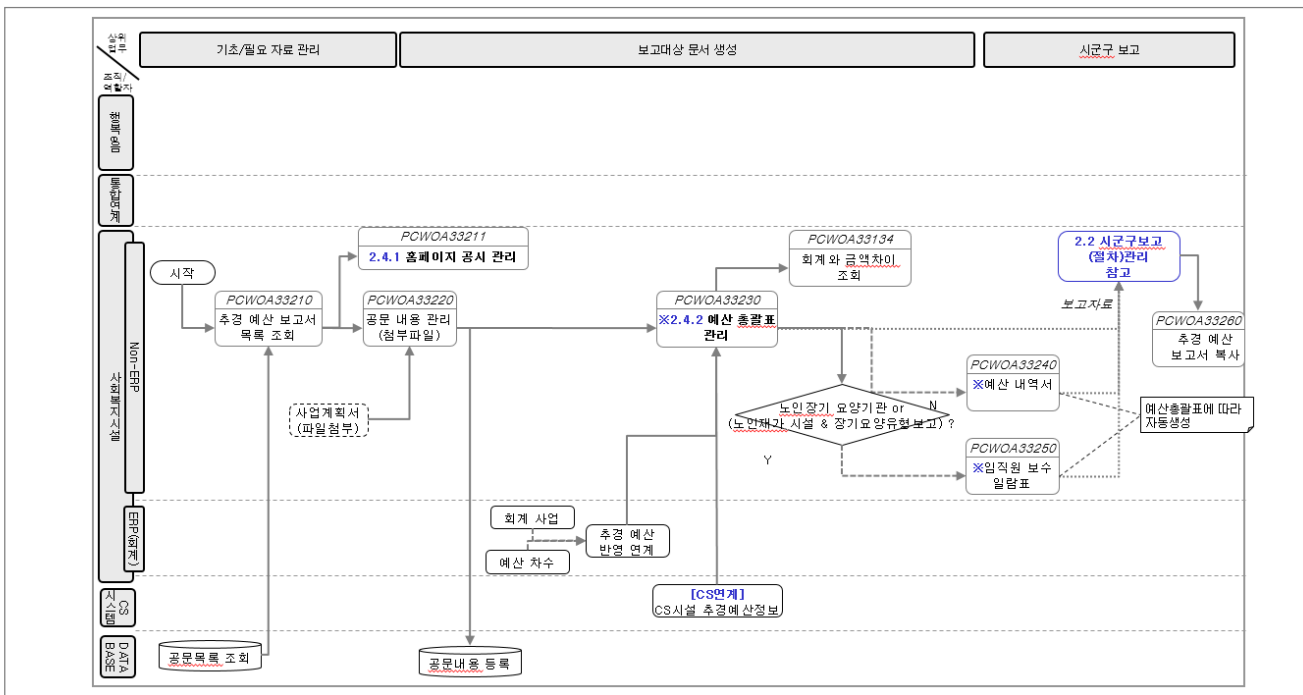 상위
업무
조직/
역할자
기초/필요 자료 관리
보고대상 문서 생성
시군구 보고
행복e음
통합연계
사회복지시설
Non-ERP
ERP(회계)
CS
시스템
DATA
BASE
시작
PCWOA33210
추경 예산 보고서
목록 조회
PCWOA33211
2.4.1 홈페이지 공시 관리
PCWOA33220
공문 내용 관리
(첨부파일)
사업계획서
(파일첨부)
PCWOA33230
※2.4.2 예산 총괄표
관리
PCWOA33134
회계와 금액차이
조회
2.2 시군구보고
(절차)관리
참고
보고자료
PCWOA33260
추경 예산
보고서 복사
PCWOA33240
※예산 내역서
노인장기 요양기관 or
(노인재가 시설 & 장기요양유형보고) ?
N
Y
예산총괄표에 따라
자동생성
PCWOA33250
※임직원 보수
일람표
회계 사업
예산 차수
추경 예산
반영 연계
[CS연계]
CS시설 추경예산정보
공문목록 조회
공문내용 등록